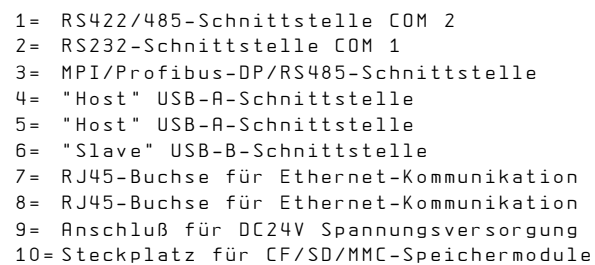 1= RS422/485-Schnittstelle COM 2
2= RS232-Schnittstelle COM 1
3= MPI/Profibus-DP/RS485-Schnittstelle
4= "Host" USB-A-Schnittstelle
5= "Host" USB-A-Schnittstelle
6= "Slave" USB-B-Schnittstelle
7= RJ45-Buchse für Ethernet-Kommunikation
8= RJ45-Buchse für Ethernet-Kommunikation
9= Anschluß für DC24V Spannungsversorgung
10= Steckplatz für CF/SD/MMC-Speichermodule